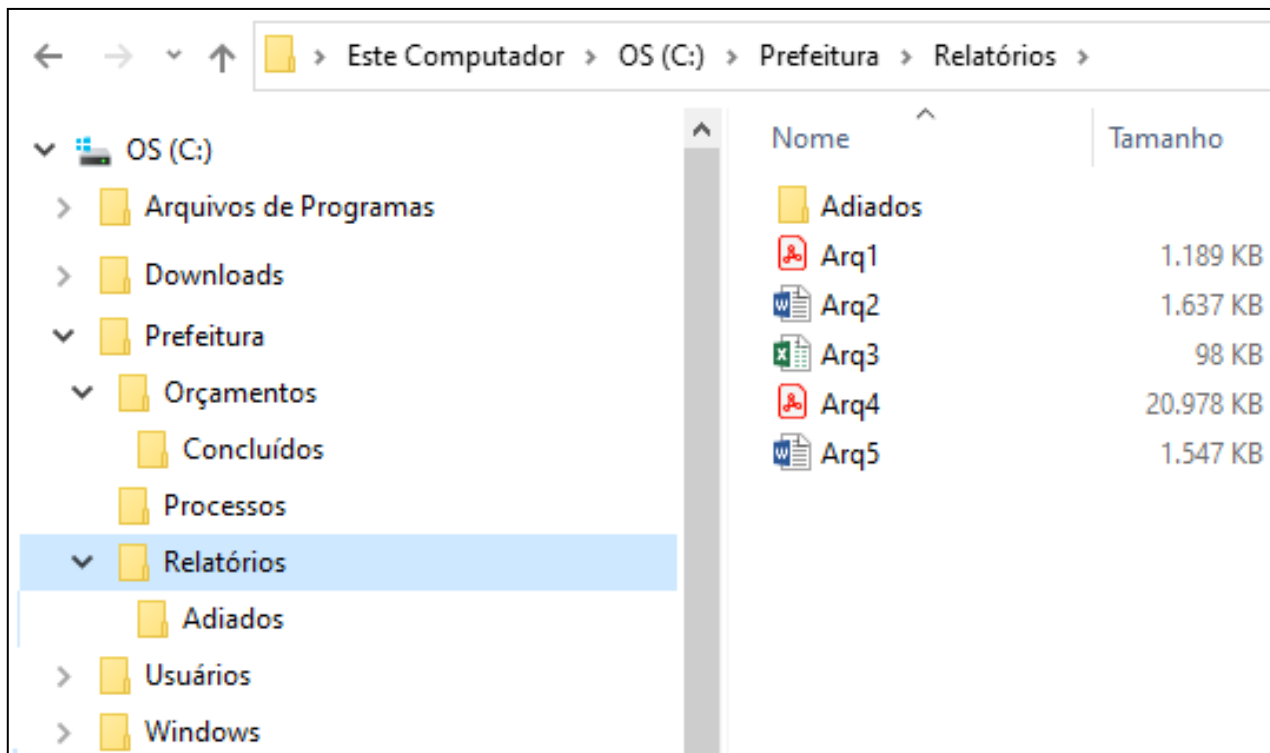 Este Computador > OS (C:) > Prefeitura > Relatórios >
OS (C:)
Arquivos de Programas
Downloads
Prefeitura
Orçamentos
Concluídos
Processos
Relatórios
Adiados
Usuários
Windows
Nome Tamanho
Adiados
Arq1 1.189 KB
Arq2 1.637 KB
Arq3 98 KB
Arq4 20.978 KB
Arq5 1.547 KB